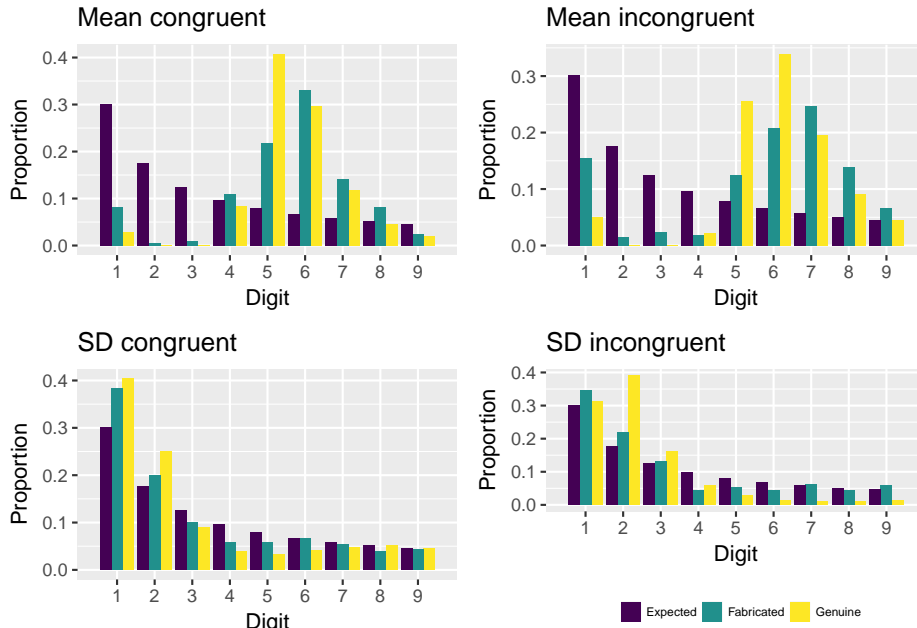 Mean congruent
Proportion
0.4
0.3
0.2
0.1
0.0
1 2 3 4 5 6 7 8 9
Digit
Mean incongruent
Proportion
0.3
0.2
0.1
0.0
1 2 3 4 5 6 7 8 9
Digit
SD congruent
Proportion
0.4
0.3
0.2
0.1
0.0
1 2 3 4 5 6 7 8 9
Digit
SD incongruent
Proportion
0.4
0.3
0.2
0.1
0.0
1 2 3 4 5 6 7 8 9
Digit
Expected Fabricated Genuine